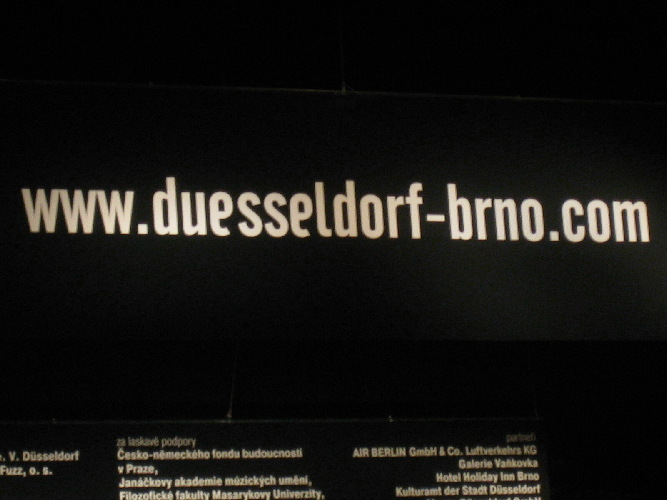 www.duesseldorf-brno.com
. V. Düsseldorf
Fuzz, o. s.
za laskavé podpory
Česko-německého fondu budoucnosti
v Praze,
Janáčkovy akademie múzických umění,
Filozofické fakulty Masarykovy Univerzity,
partneři
AIR BERLIN GmbH & Co. Luftverkehrs KG
Galerie Vaňkovka
Hotel Holiday Inn Brno
Kulturamt der Stadt Düsseldorf